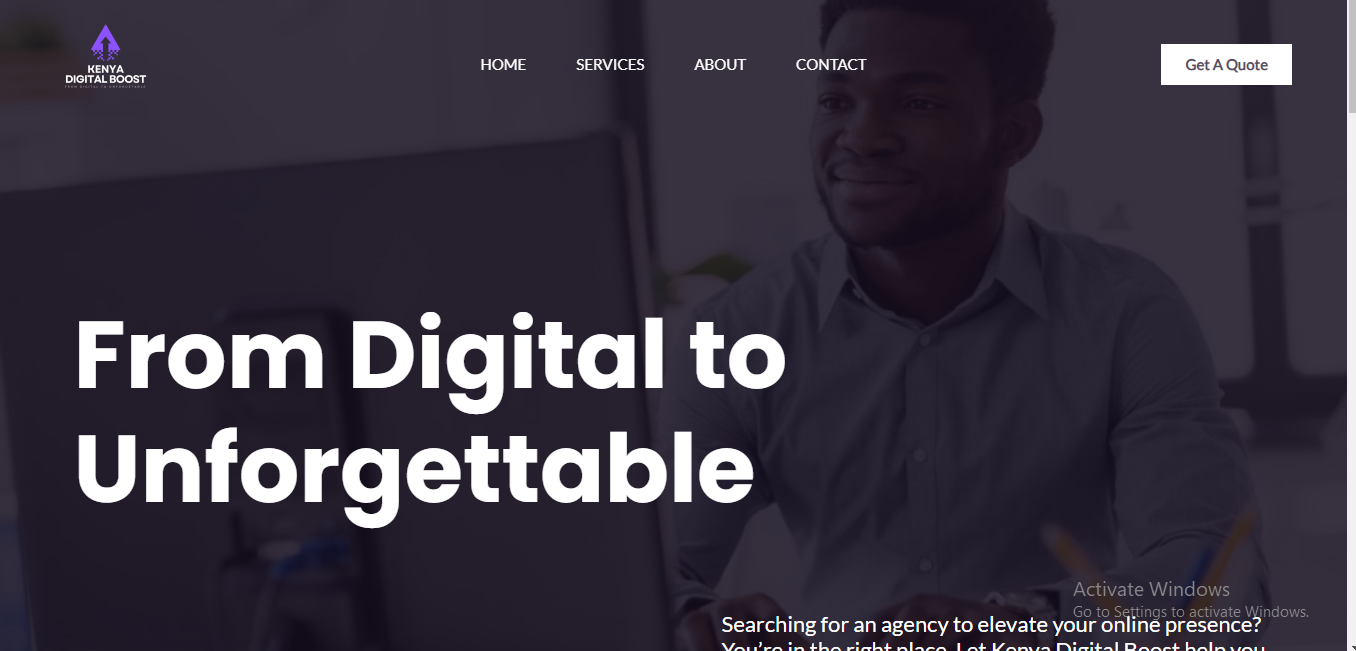 KENYA
DIGITAL BOOST
FROM DIGITAL TO UNFORGETTABLE
HOME
SERVICES
ABOUT
CONTACT
Get A Quote
From Digital to
Unforgettable
Activate Windows
Go to Settings to activate Windows.
Searching for an agency to elevate your online presence?
You're in the right place. Let Kenya Digital Boost help you